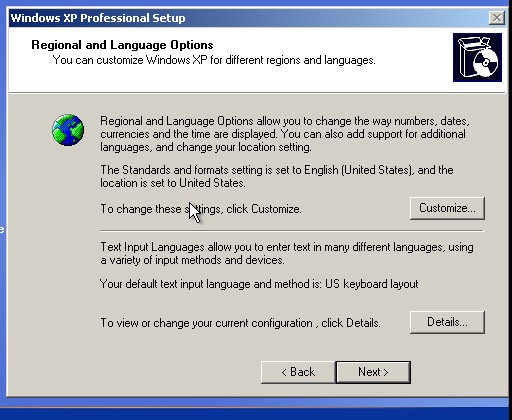 Windows XP Professional Setup
Regional and Language Options
You can customize Windows XP for different regions and languages.
Regional and Language Options allow you to change the way numbers, dates,
currencies and the time are displayed. You can also add support for additional
languages, and change your location setting.
The Standards and formats setting is set to English (United States), and the
location is set to United States.
To change these settings, click Customize.
Customize...
Text Input Languages allow you to enter text in many different languages, using
a variety of input methods and devices.
Your default text input language and method is: US keyboard layout
To view or change your current configuration , click Details.
Details...
< Back
Next >